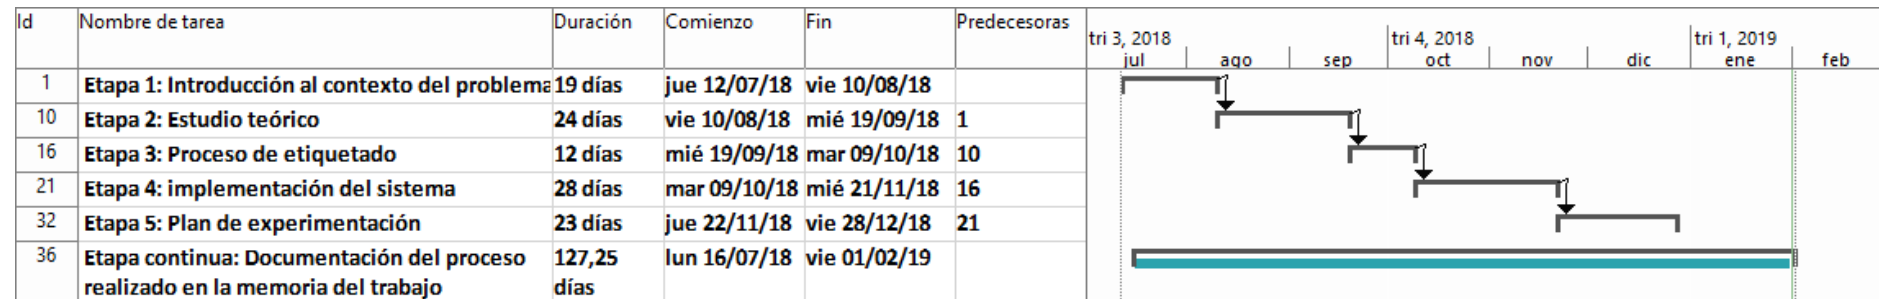 Id Nombre de tarea Duración Comienzo Fin Predecesoras
tri 3, 2018 tri 4, 2018 tri 1, 2019
jul ago sep oct nov dic ene feb
1 Etapa 1: Introducción al contexto del problema 19 días jue 12/07/18 vie 10/08/18
10 Etapa 2: Estudio teórico 24 días vie 10/08/18 mié 19/09/18 1
16 Etapa 3: Proceso de etiquetado 12 días mié 19/09/18 mar 09/10/18 10
21 Etapa 4: implementación del sistema 28 días mar 09/10/18 mié 21/11/18 16
32 Etapa 5: Plan de experimentación 23 días jue 22/11/18 vie 28/12/18 21
36 Etapa continua: Documentación del proceso 127,25 lun 16/07/18 vie 01/02/19
realizado en la memoria del trabajo días